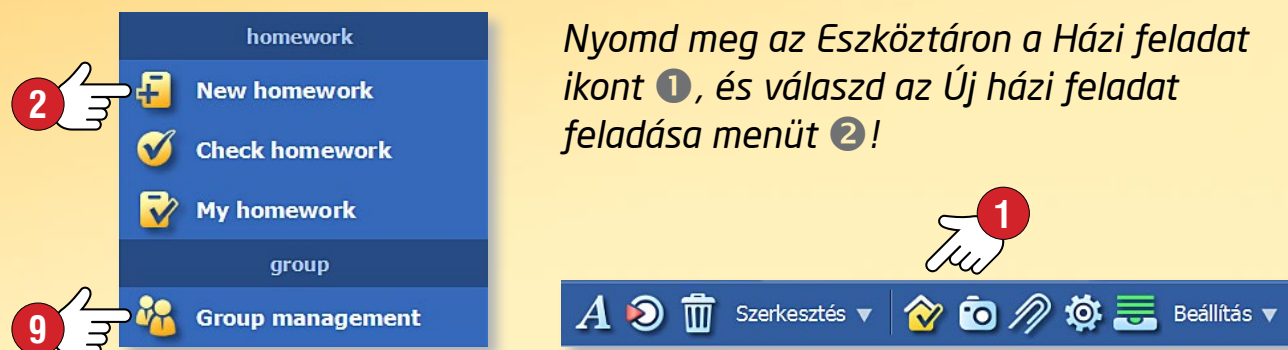 homework
2 New homework
Check homework
My homework
group
9 Group management
Nyomd meg az Eszköztáron a Házi feladat
ikont ❶, és válaszd az Új házi feladat
feladása menüt ❷!
1
A Szerkesztés ▼ Beállítás ▼